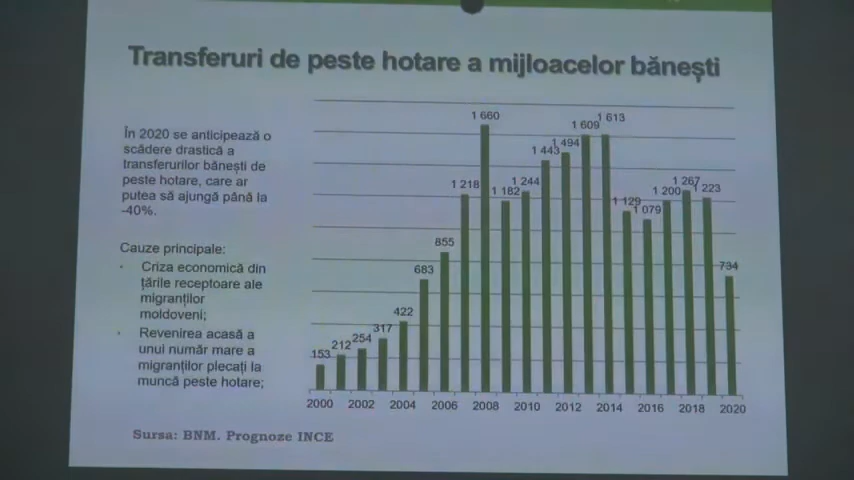 Transferuri de peste hotare a mijloacelor bănești
În 2020 se anticipează o
scădere drastică a
transferurilor bănești de
peste hotare, care ar
putea să ajungă până la
-40%.
Cauze principale:
• Criza economică din
țările receptoare ale
migranților
moldoveni;
• Revenirea acasă a
unui număr mare a
migranților plecați la
muncă peste hotare;
153
212
254
317
422
683
855
1 218
1 660
1 182
1 244
1 443
1 494
1 609
1 613
1 129
1 079
1 200
1 267
1 223
734
2000 2002 2004 2006 2008 2010 2012 2014 2016 2018 2020
Sursa: BNM. Prognoze INCE